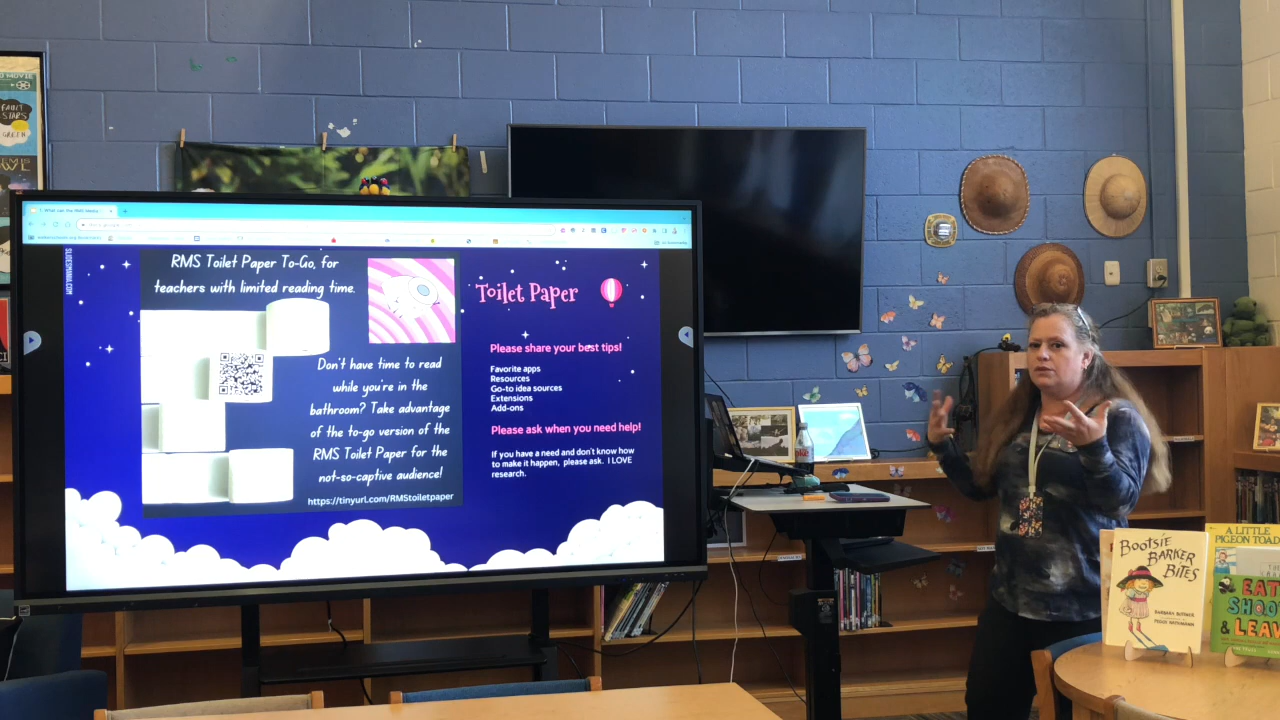 SLIDESMANIA.COM
RMS Toilet Paper To-Go, for
teachers with limited reading time.
Don't have time to read
while you're in the
bathroom? Take advantage
of the to-go version of the
RMS Toilet Paper for the
not-so-captive audience!
https://tinyurl.com/RMStoiletpaper
Toilet Paper
Please share your best tips!
Favorite apps
Resources
Go-to idea sources
Extensions
Add-ons
Please ask when you need help!
If you have a need and don't know how
to make it happen, please ask. I LOVE
research.
BOOTSIE
BARKER
BITES
BARBARA BOTTNER
PEGGY RATHMANN
A LITTLE
PIGEON TOAD
EATS
SHOOTS
& LEAVES